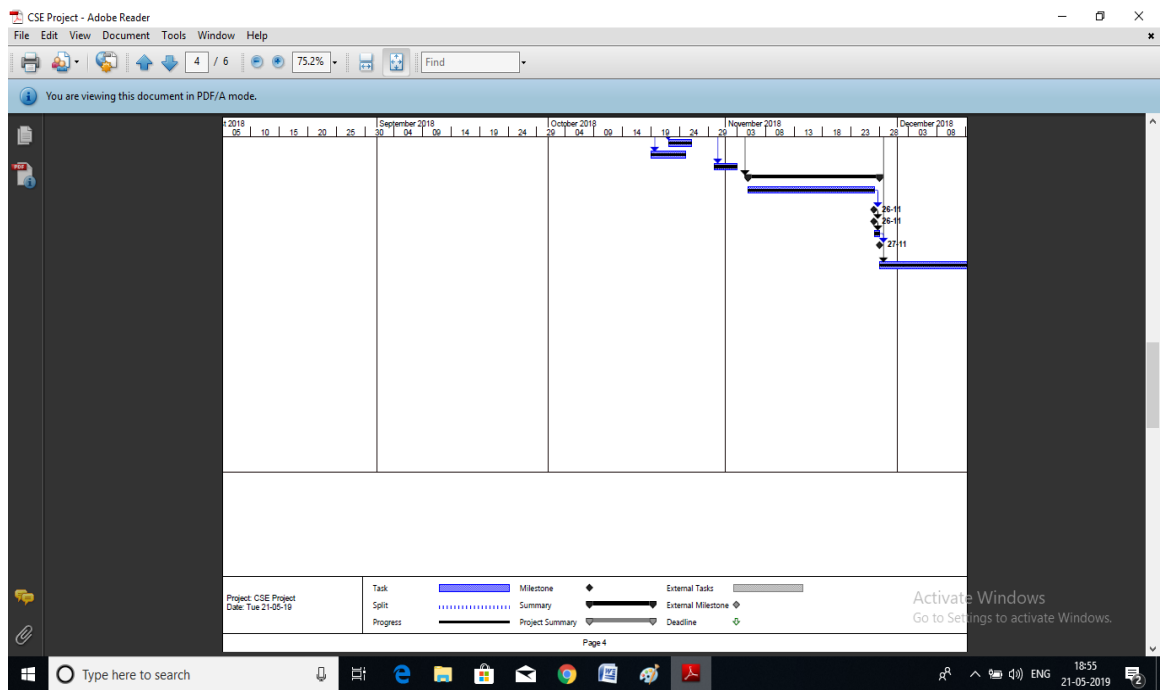 CSE Project - Adobe Reader
File Edit View Document Tools Window Help
4 / 6 75.2% Find
You are viewing this document in PDF/A mode.
t 2018 September 2018 October 2018 November 2018 December 2018
05 10 15 20 25 30 04 09 14 19 24 29 04 09 14 19 24 29 03 08 13 18 23 28 03 08
26-11
26-11
27-11
Task Milestone External Tasks
Project: CSE Project
Date: Tue 21-05-19
Split Summary External Milestone
Progress Project Summary Deadline
Page 4
Activate Windows
Go to Settings to activate Windows.
Type here to search
ENG 18:55
21-05-2019
2